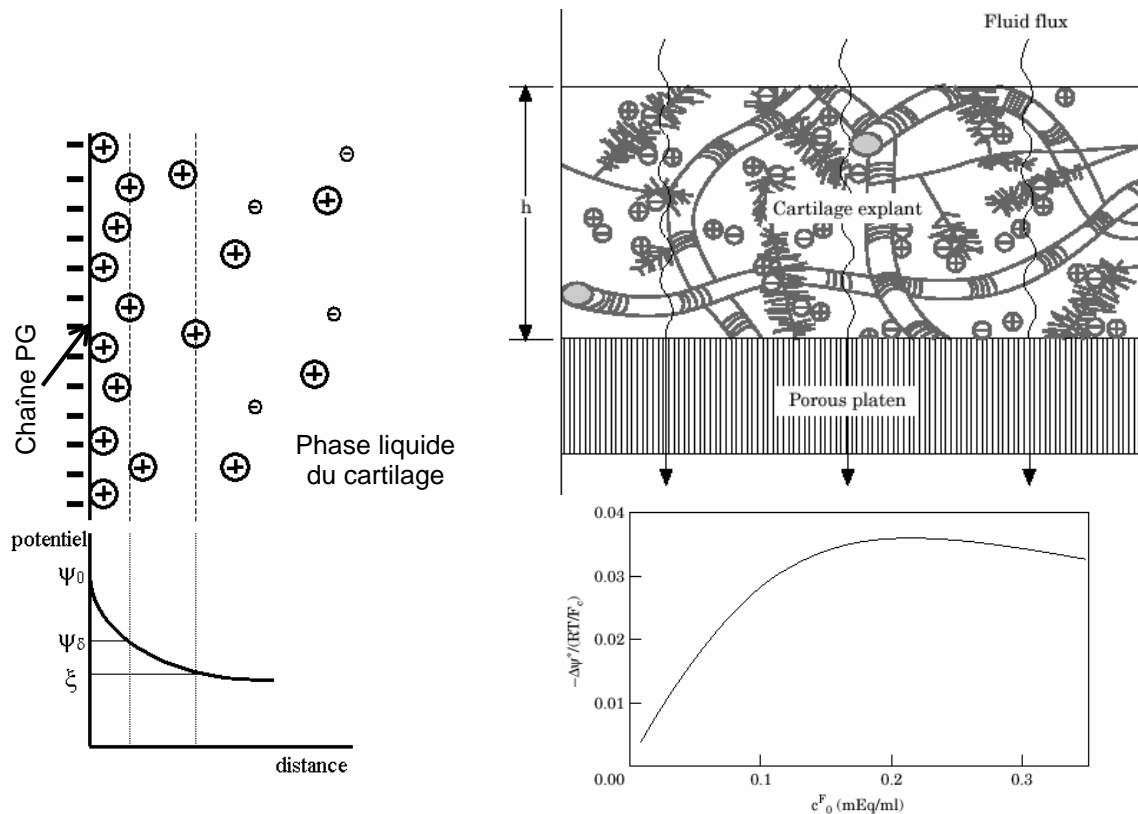 Chaîne PG
Phase liquide
du cartilage
potentiel
Ψ0
Ψδ
ξ
distance
Fluid flux
h
Cartilage explant
Porous platen
0.04
0.03
0.02
0.01
0.00
0.1
0.2
0.3
−Δψ*/(RT/Fc)
cF0 (mEq/ml)